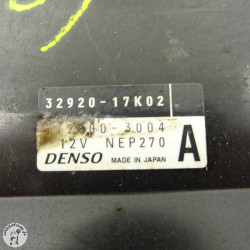 32920-17K02
-3004
12V NEP270
DENSO MADE IN JAPAN A